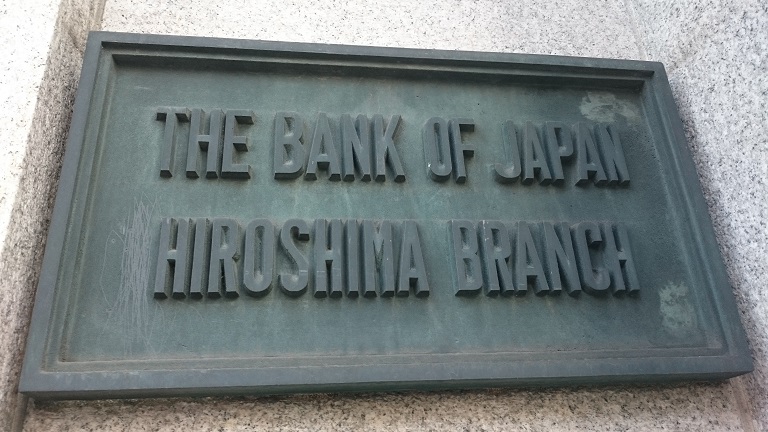 THE BANK OF JAPAN
HIROSHIMA BRANCH